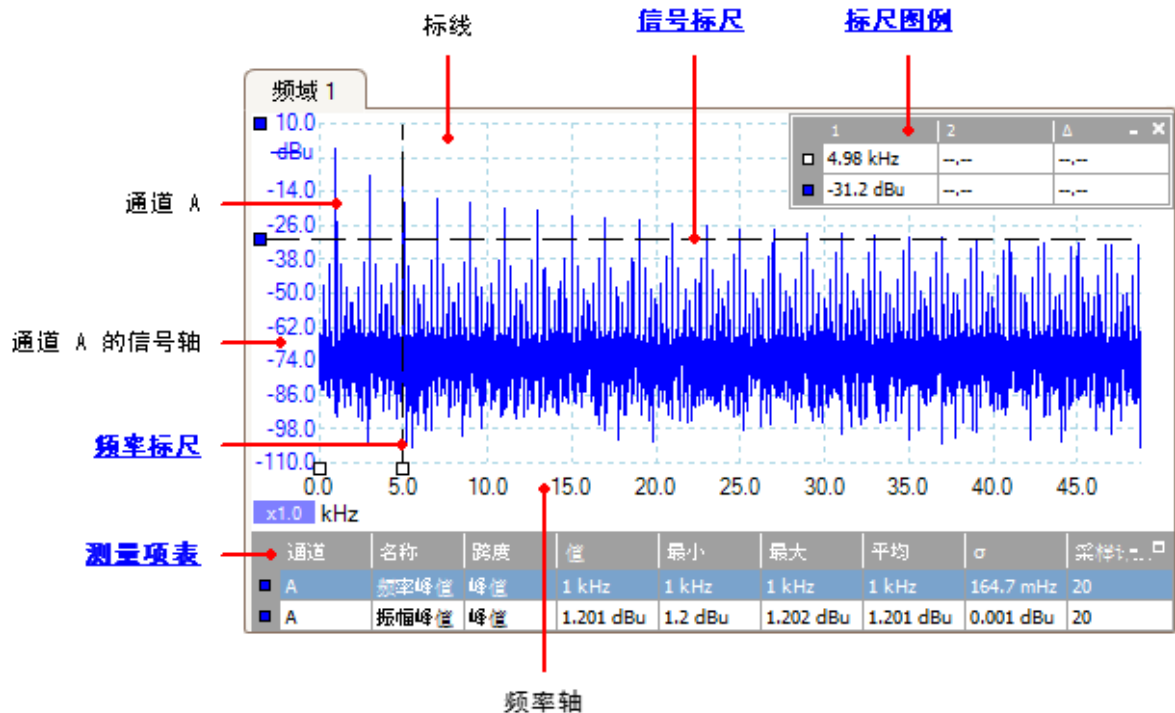 标线
信号标尺
标尺图例
频域 1
10.0
dBu
-14.0
-26.0
-38.0
-50.0
-62.0
-74.0
-86.0
-98.0
-110.0
1 2 Δ
4.98 kHz --.-- --.--
-31.2 dBu --.-- --.--
通道 A
通道 A 的信号轴
频率标尺
0.0 5.0 10.0 15.0 20.0 25.0 30.0 35.0 40.0 45.0
x1.0 kHz
测量项表
通道 名称 跨度 值 最小 最大 平均 σ 采样
A 频率峰值 峰值 1 kHz 1 kHz 1 kHz 1 kHz 164.7 mHz 20
A 振幅峰值 峰值 1.201 dBu 1.2 dBu 1.202 dBu 1.201 dBu 0.001 dBu 20
频率轴